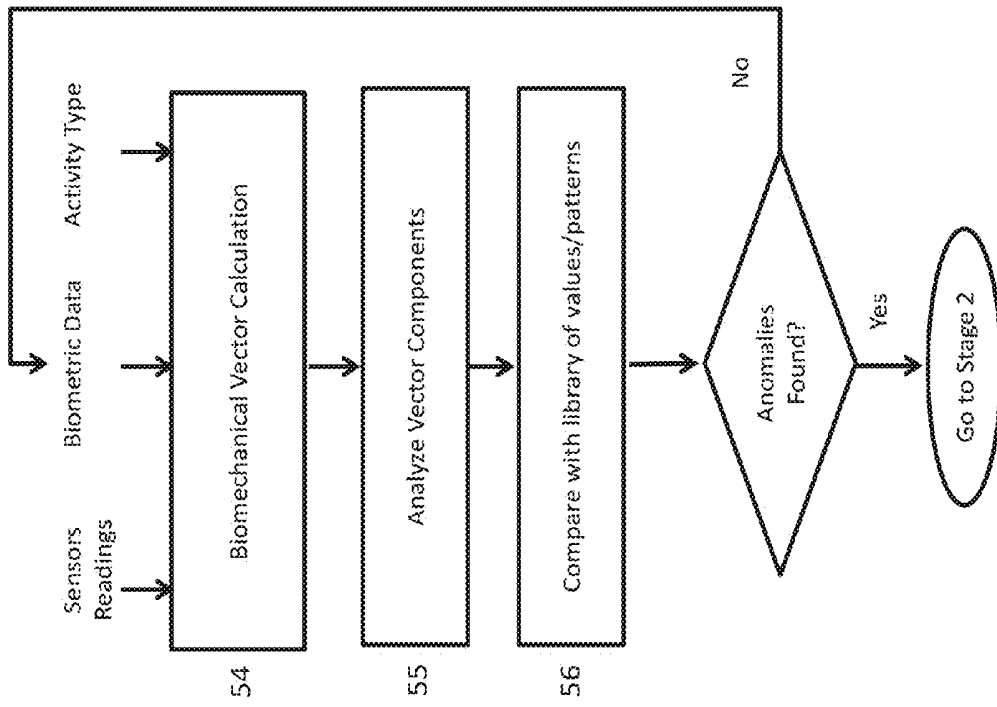 Sensors
Readings
Biometric Data
Activity Type
54
Biomechanical Vector Calculation
55
Analyze Vector Components
56
Compare with library of values/patterns
Anomalies
Found?
No
Yes
Go to Stage 2